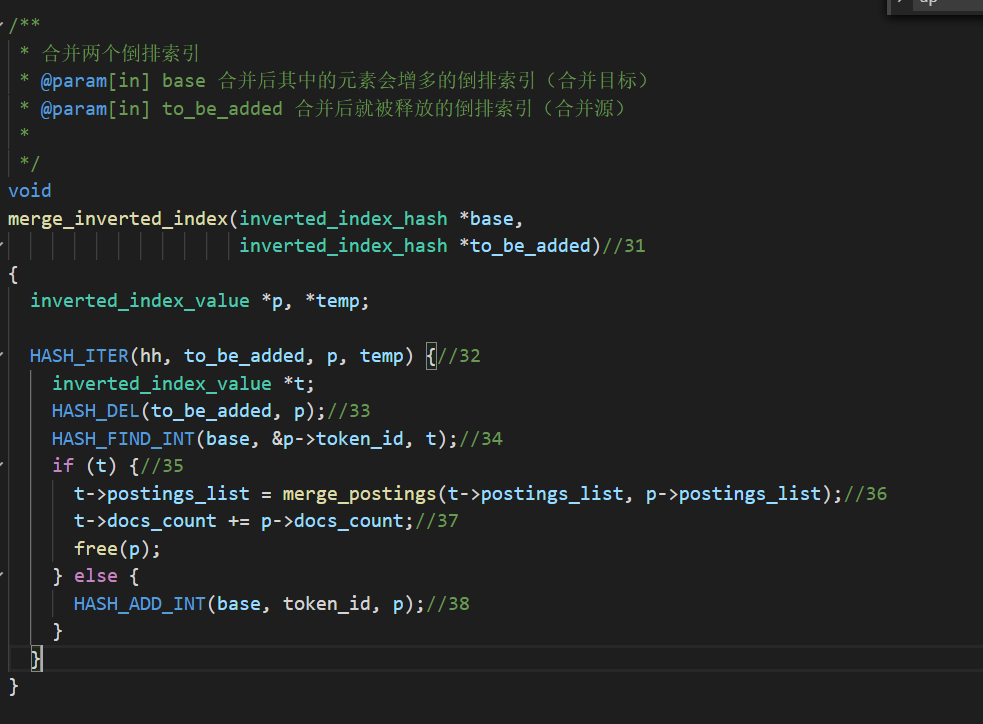 /**
 * 合并两个倒排索引
 * @param[in] base 合并后其中的元素会增多的倒排索引（合并目标）
 * @param[in] to_be_added 合并后就被释放的倒排索引（合并源）
 *
 */
void
merge_inverted_index(inverted_index_hash *base,
                     inverted_index_hash *to_be_added)//31
{
  inverted_index_value *p, *temp;

  HASH_ITER(hh, to_be_added, p, temp) {//32
    inverted_index_value *t;
    HASH_DEL(to_be_added, p);//33
    HASH_FIND_INT(base, &p->token_id, t);//34
    if (t) {//35
      t->postings_list = merge_postings(t->postings_list, p->postings_list);//36
      t->docs_count += p->docs_count;//37
      free(p);
    } else {
      HASH_ADD_INT(base, token_id, p);//38
    }
  }
}